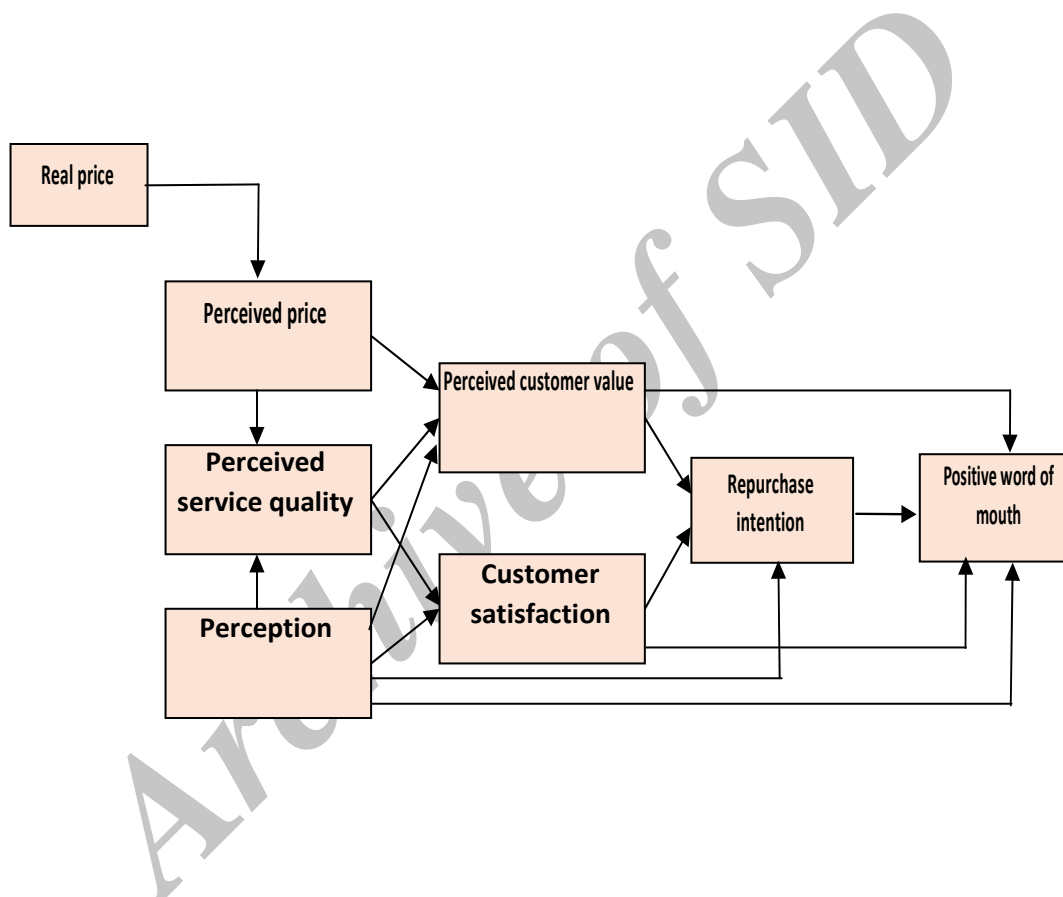 Real price
Perceived price
Perceived customer value
Perceived
service quality
Repurchase
intention
Positive word of
mouth
Customer
satisfaction
Perception
Archive of SID